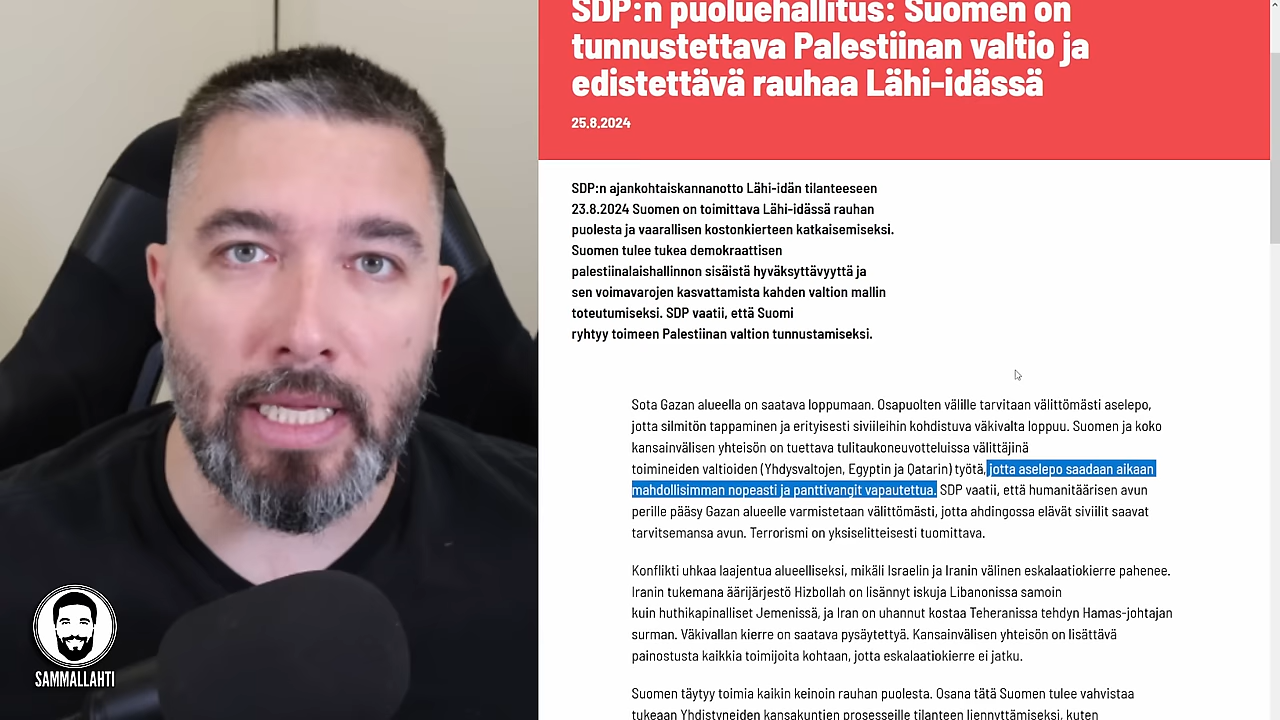 SDP:n puoluehallitus: Suomen on
tunnustettava Palestiinan valtio ja
edistettävä rauhaa Lähi-idässä
25.8.2024
SDP:n ajankohtaiskannanotto Lähi-idän tilanteeseen
23.8.2024 Suomen on toimittava Lähi-idässä rauhan
puolesta ja vaarallisen kostonkierteen katkaisemiseksi.
Suomen tulee tukea demokraattisen
palestiinalaishallinnon sisäistä hyväksyttävyyttä ja
sen voimavarojen kasvattamista kahden valtion mallin
toteutumiseksi. SDP vaatii, että Suomi
ryhtyy toimeen Palestiinan valtion tunnustamiseksi.
Sota Gazan alueella on saatava loppumaan. Osapuolten välille tarvitaan välittömästi aselepo,
jotta silmitön tappaminen ja erityisesti siviileihin kohdistuva väkivalta loppuu. Suomen ja koko
kansainvälisen yhteisön on tuettava tulitaukoneuvotteluissa välittäjinä
toimineiden valtioiden (Yhdysvaltojen, Egyptin ja Qatarin) työtä, jotta aselepo saadaan aikaan
mahdollisimman nopeasti ja panttivangit vapautettua. SDP vaatii, että humanitäärisen avun
perille pääsy Gazan alueelle varmistetaan välittömästi, jotta ahdingossa elävät siviilit saavat
tarvitsemansa avun. Terrorismi on yksiselitteisesti tuomittava.
Konflikti uhkaa laajentua alueelliseksi, mikäli Israelin ja Iranin välinen eskalaatiokierre pahenee.
Iranin tukemana äärijärjestö Hizbollah on lisännyt iskuja Libanonissa samoin
kuin huthikapinalliset Jemenissä, ja Iran on uhannut kostaa Teheranissa tehdyn Hamas-johtajan
surman. Väkivallan kierre on saatava pysäytettyä. Kansainvälisen yhteisön on lisättävä
painostusta kaikkia toimijoita kohtaan, jotta eskalaatiokierre ei jatku.
Suomen täytyy toimia kaikin keinoin rauhan puolesta. Osana tätä Suomen tulee vahvistaa
tukeaan Yhdistyneiden kansakuntien prosesseille tilanteen liennyttämiseksi, kuten
SAMMALLAHTI